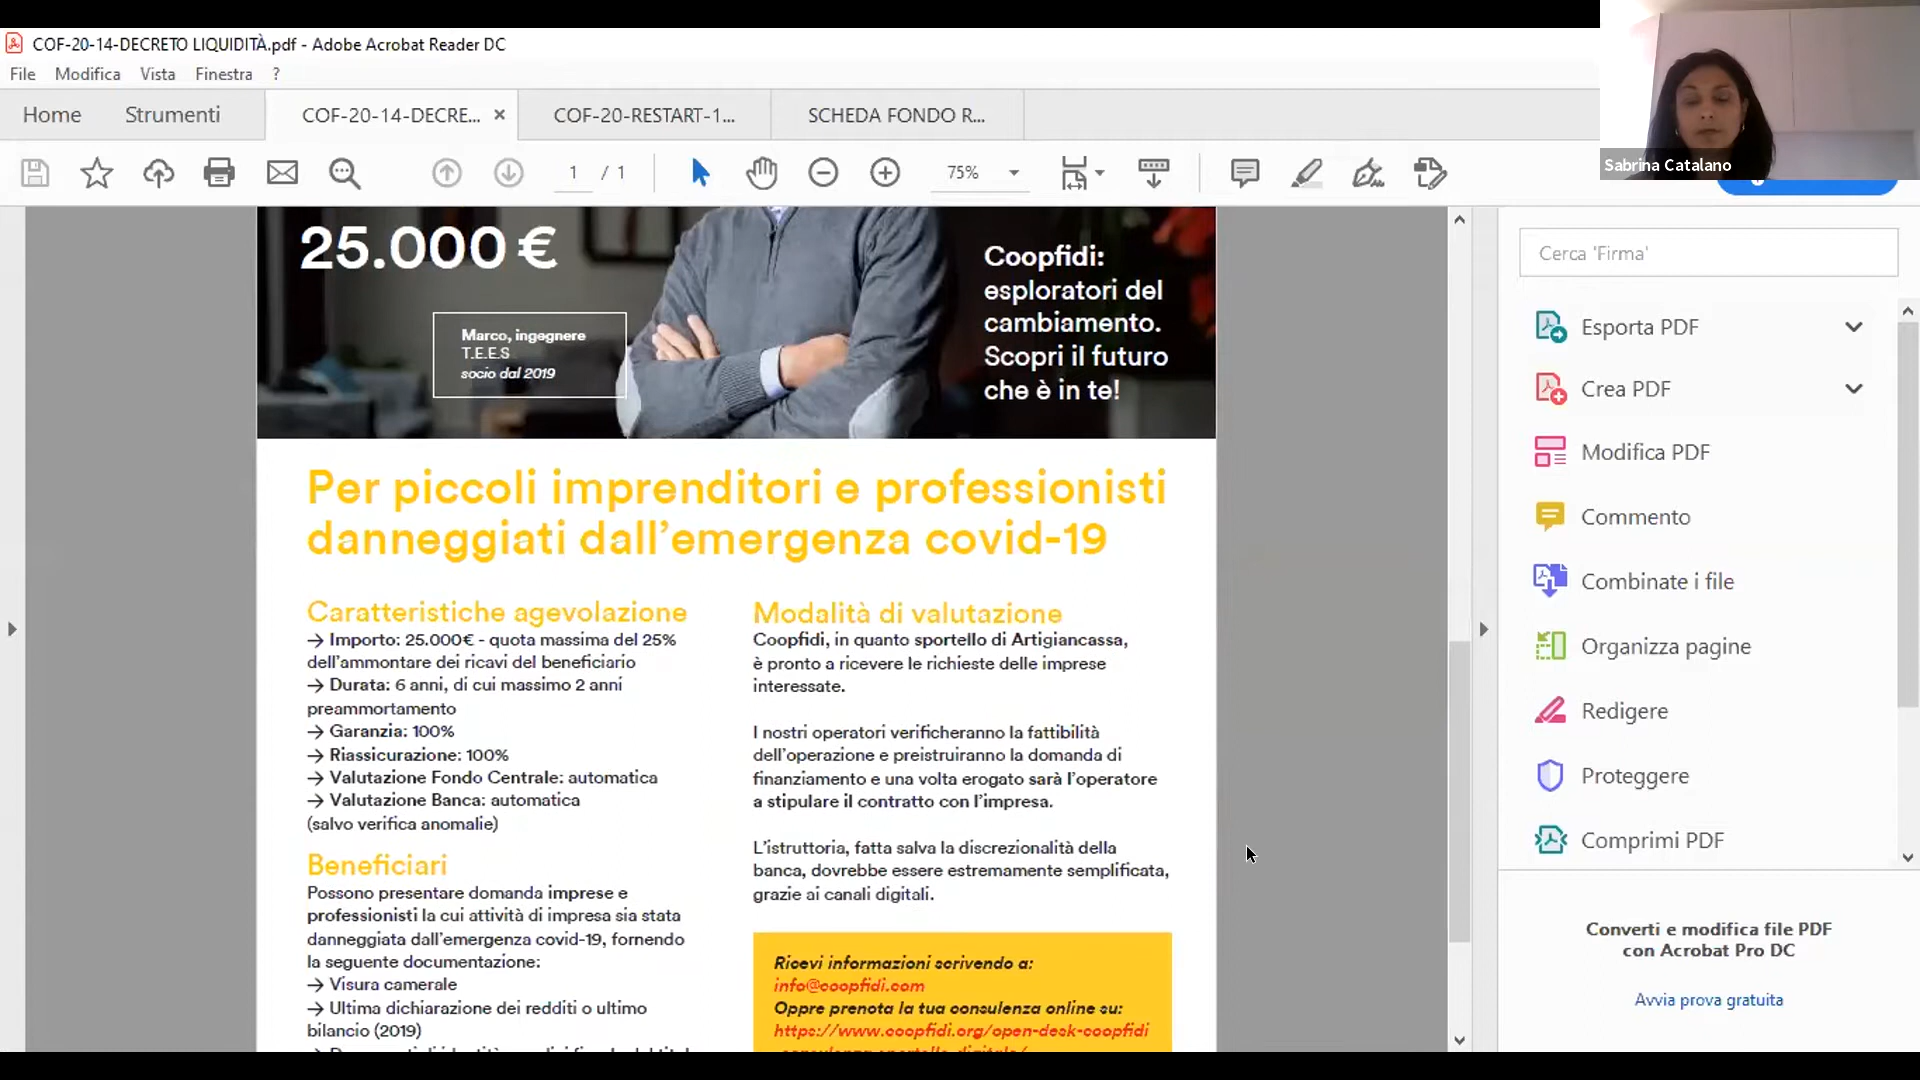 COF-20-14-DECRETO LIQUIDITÀ.pdf - Adobe Acrobat Reader DC
File Modifica Vista Finestra ?
Home Strumenti COF-20-14-DECRE... × COF-20-RESTART-1... SCHEDA FONDO R...
1 / 1 75%
Sabrina Catalano
25.000 €
Marco, ingegnere
T.E.E.S
socio dal 2019
Coopfidi:
esploratori del
cambiamento.
Scopri il futuro
che è in te!
Per piccoli imprenditori e professionisti
danneggiati dall'emergenza covid-19
Caratteristiche agevolazione
→ Importo: 25.000€ - quota massima del 25%
dell'ammontare dei ricavi del beneficiario
→ Durata: 6 anni, di cui massimo 2 anni
preammortamento
→ Garanzia: 100%
→ Riassicurazione: 100%
→ Valutazione Fondo Centrale: automatica
→ Valutazione Banca: automatica
(salvo verifica anomalie)
Beneficiari
Possono presentare domanda imprese e
professionisti la cui attività di impresa sia stata
danneggiata dall'emergenza covid-19, fornendo
la seguente documentazione:
→ Visura camerale
→ Ultima dichiarazione dei redditi o ultimo
bilancio (2019)
Modalità di valutazione
Coopfidi, in quanto sportello di Artigiancassa,
è pronto a ricevere le richieste delle imprese
interessate.
I nostri operatori verificheranno la fattibilità
dell'operazione e preistruiranno la domanda di
finanziamento e una volta erogato sarà l'operatore
a stipulare il contratto con l'impresa.
L'istruttoria, fatta salva la discrezionalità della
banca, dovrebbe essere estremamente semplificata,
grazie ai canali digitali.
Ricevi informazioni scrivendo a:
info@coopfidi.com
Oppre prenota la tua consulenza online su:
https://www.coopfidi.org/open-desk-coopfidi
Cerca 'Firma'
Esporta PDF
Crea PDF
Modifica PDF
Commento
Combinate i file
Organizza pagine
Redigere
Proteggere
Comprimi PDF
Converti e modifica file PDF
con Acrobat Pro DC
Avvia prova gratuita